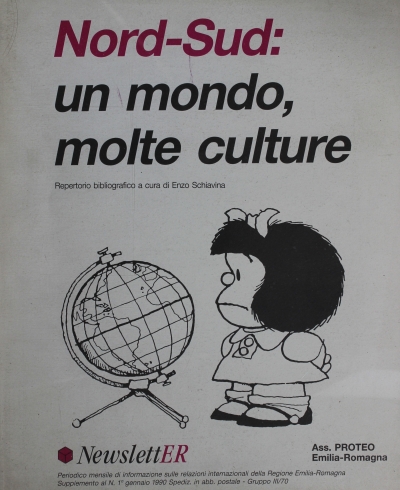 Nord-Sud:
un mondo,
molte culture
Repertorio bibliografico a cura di Enzo Schiavina
NewslettER
Ass. PROTEO
Emilia-Romagna
Periodico mensile di informazione sulle relazioni internazionali della Regione Emilia-Romagna
Supplemento al N. 1º gennaio 1990 Spediz. in abb. postale - Gruppo III/70